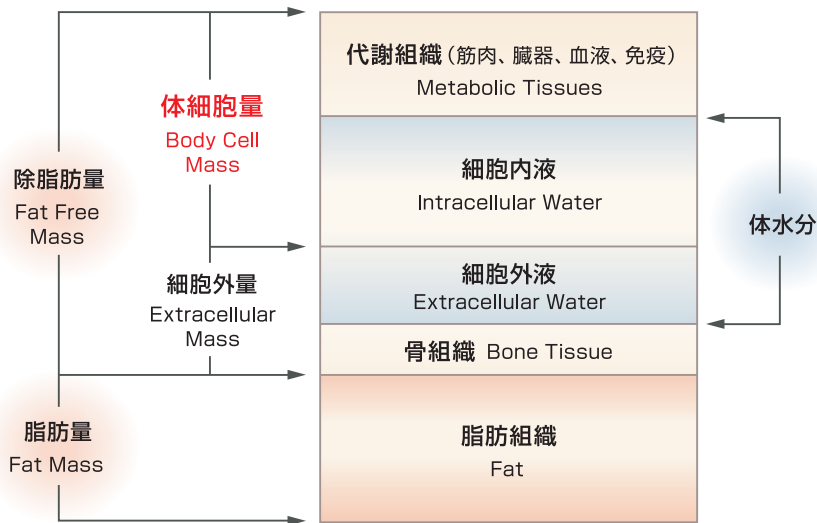 代謝組織（筋肉、臓器、血液、免疫）
Metabolic Tissues
体細胞量
Body Cell
Mass
細胞内液
Intracellular Water
除脂肪量
Fat Free
Mass
体水分
細胞外量
Extracellular
Mass
細胞外液
Extracellular Water
骨組織 Bone Tissue
脂肪量
Fat Mass
脂肪組織
Fat